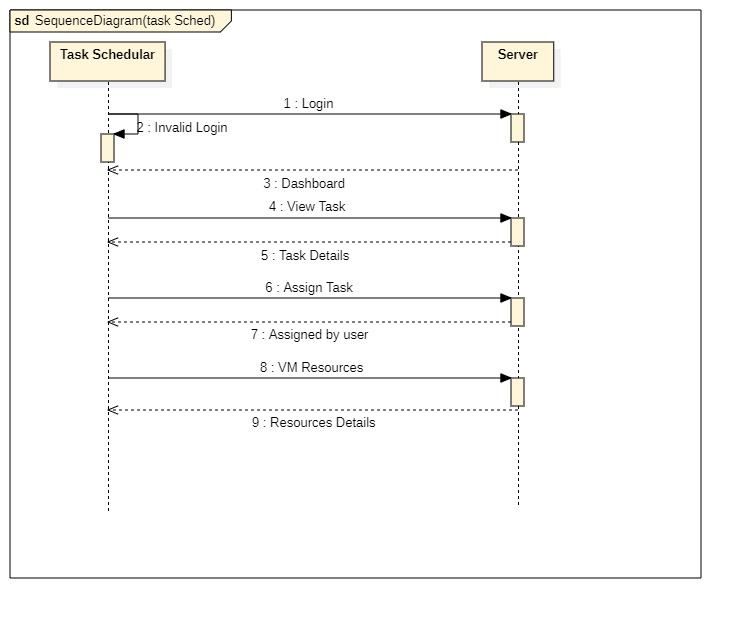 sd SequenceDiagram(task Sched)
Task Schedular
Server
1 : Login
2 : Invalid Login
3 : Dashboard
4 : View Task
5 : Task Details
6 : Assign Task
7 : Assigned by user
8 : VM Resources
9 : Resources Details